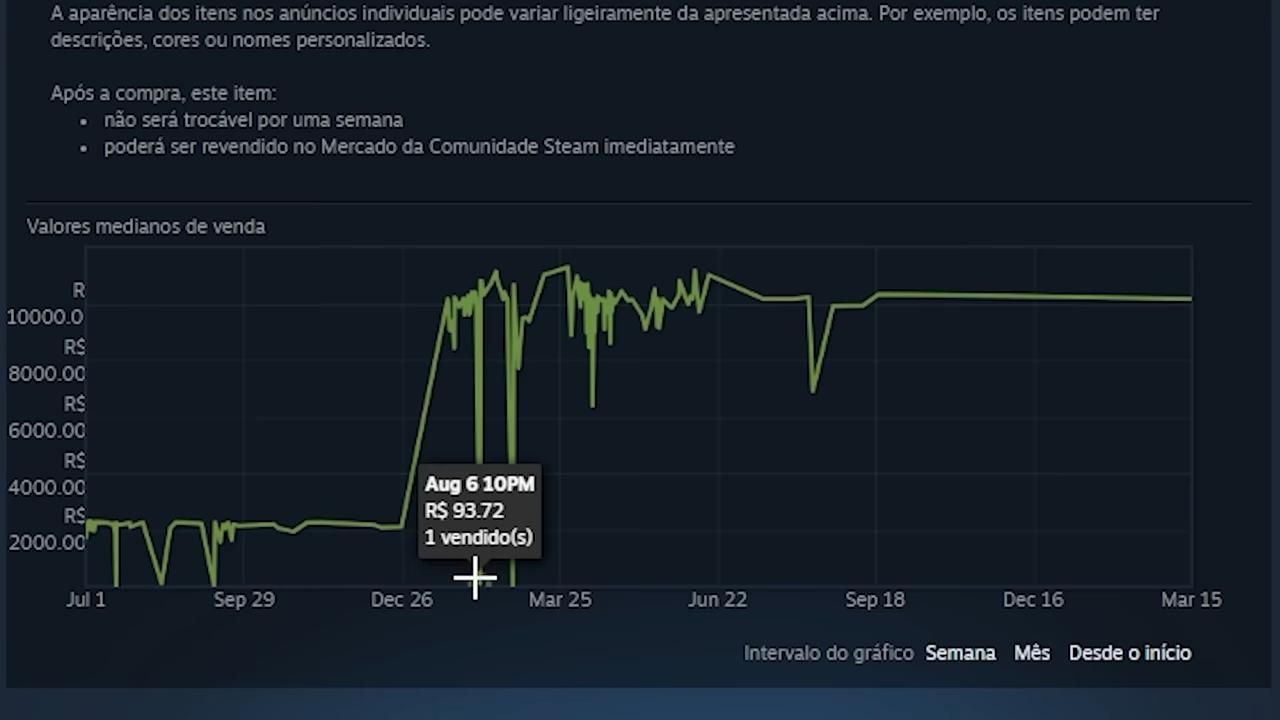 A aparência dos itens nos anúncios individuais pode variar ligeiramente da apresentada acima. Por exemplo, os itens podem ter
descrições, cores ou nomes personalizados.
Após a compra, este item:
não será trocável por uma semana
poderá ser revendido no Mercado da Comunidade Steam imediatamente
Valores medianos de venda
R
10000.0
R$
8000.00
R$
6000.00
R$
4000.00
R$
2000.00
Aug 6 10PM
R$ 93.72
1 vendido(s)
Jul 1 Sep 29 Dec 26 Mar 25 Jun 22 Sep 18 Dec 16 Mar 15
Intervalo do gráfico Semana Mês Desde o início